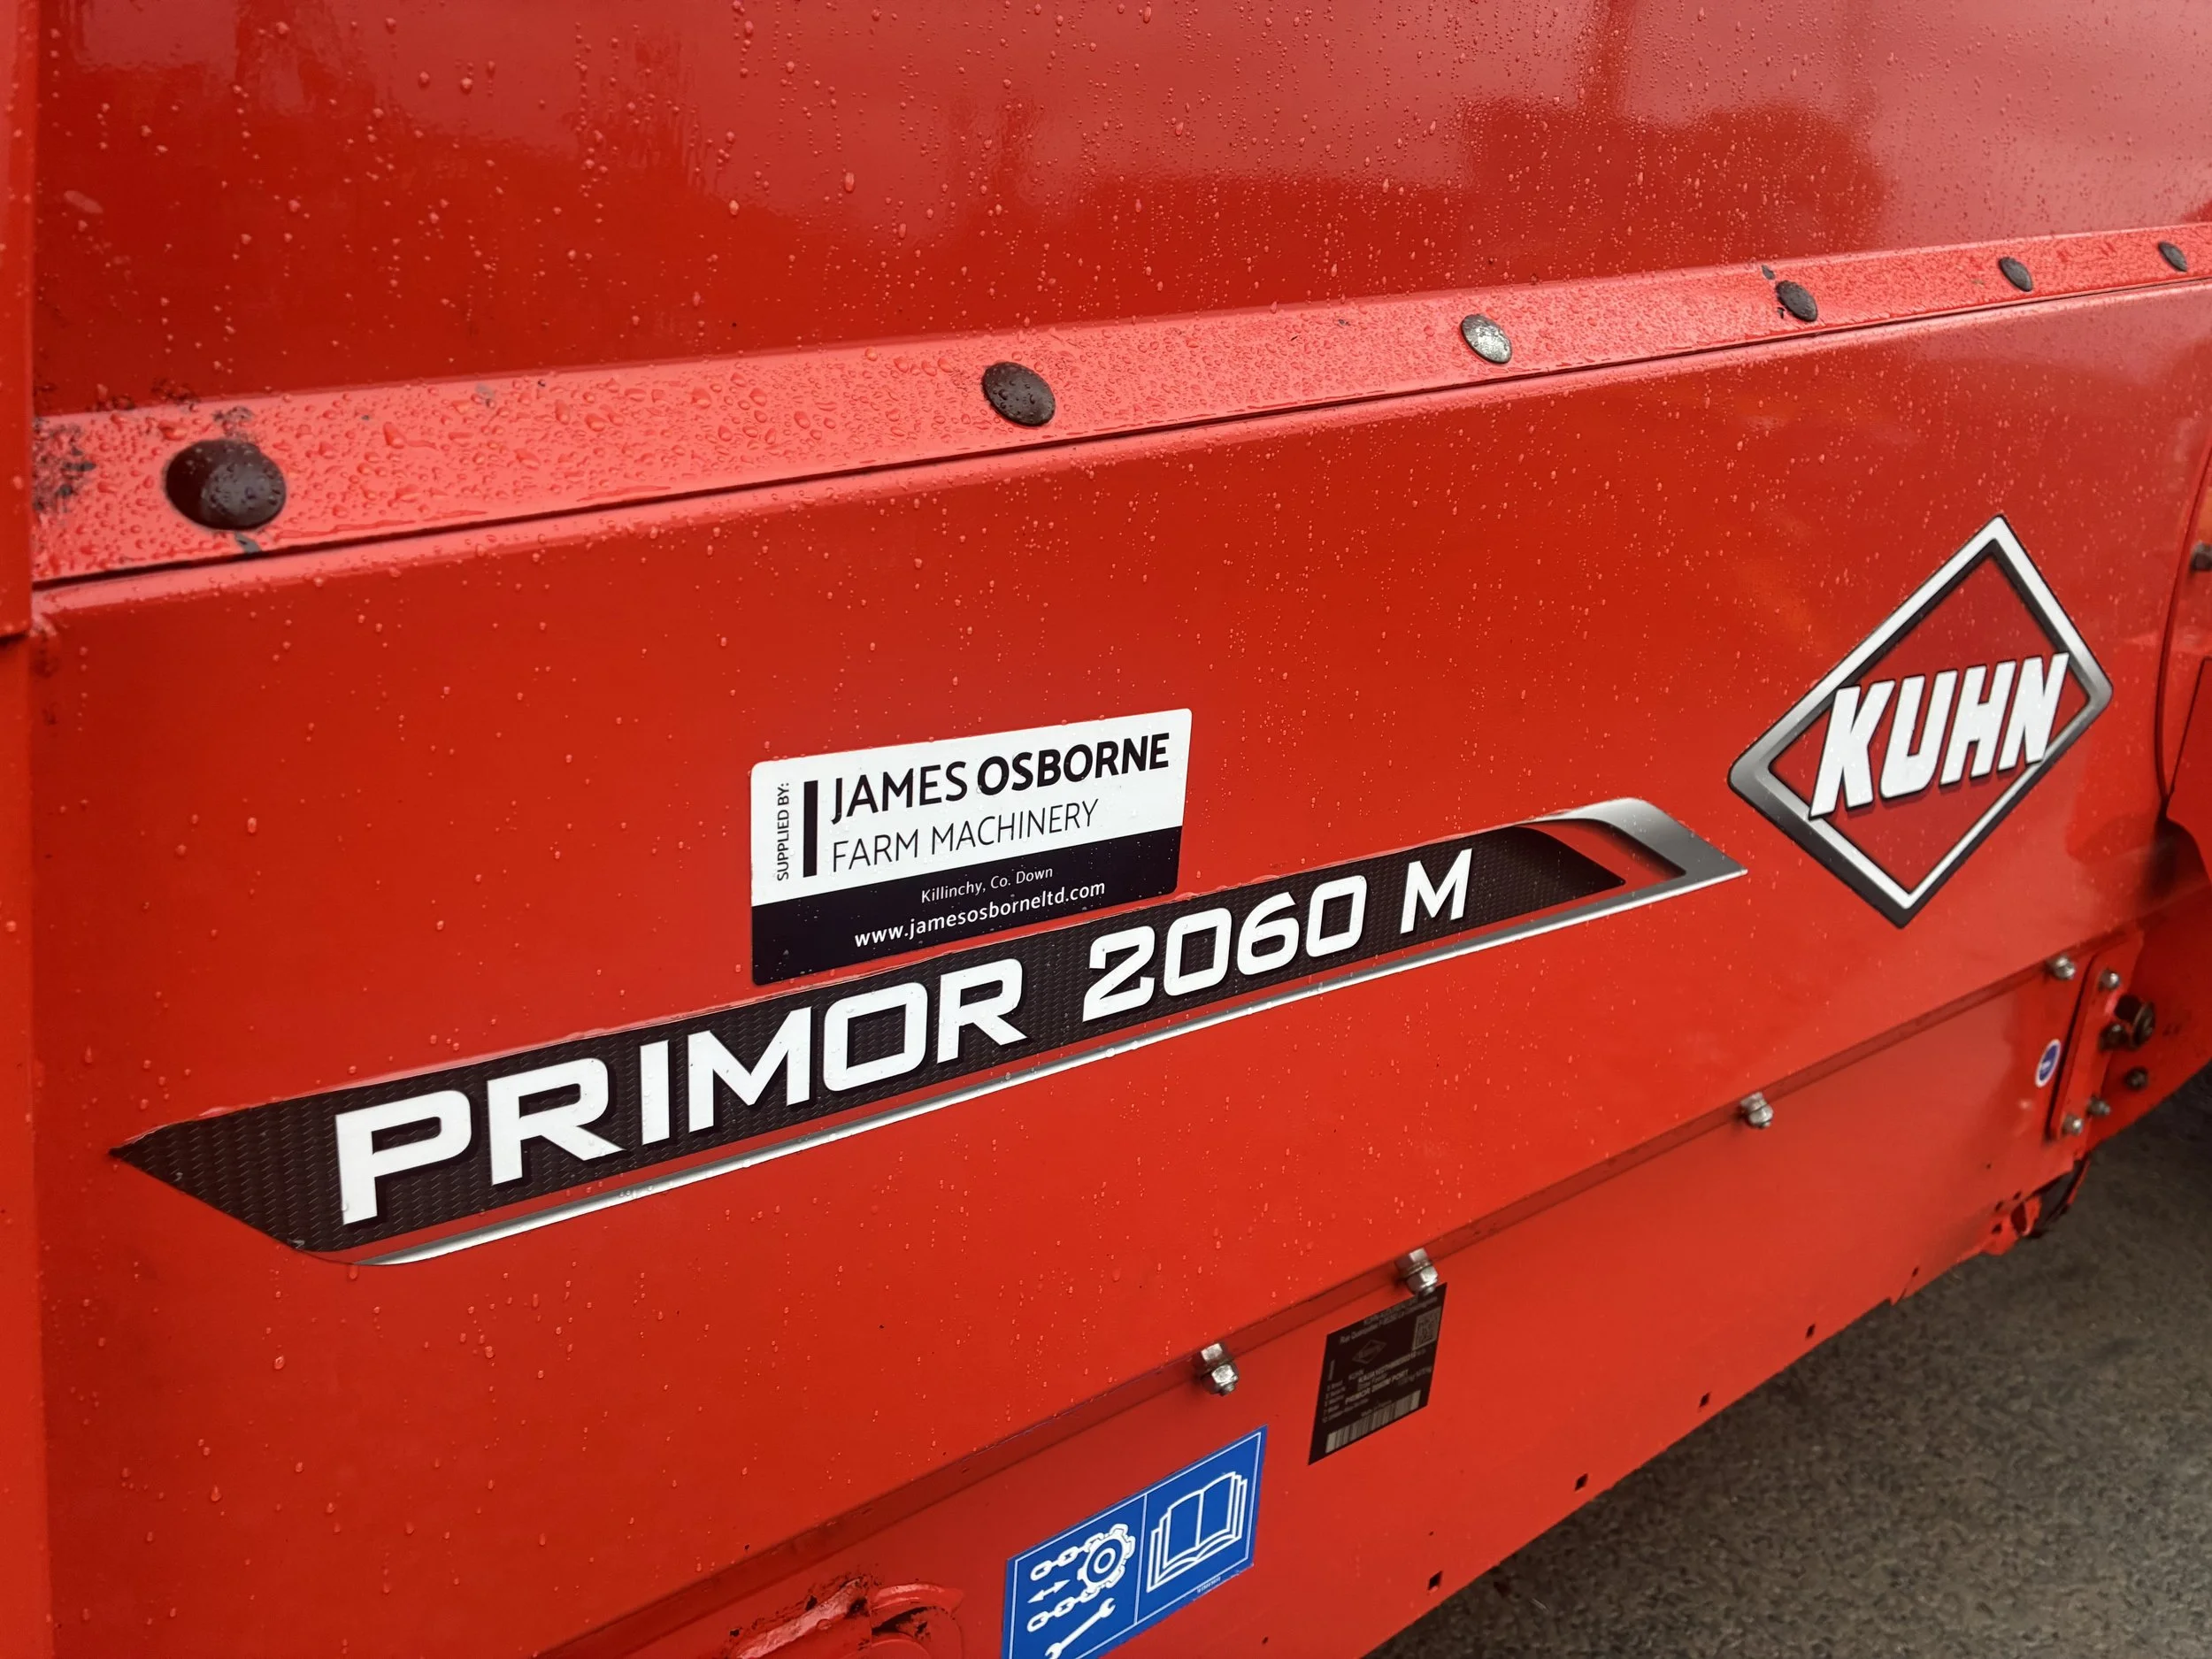 SUPPLIED BY:
JAMES OSBORNE
FARM MACHINERY
Killinchy, Co. Down
www.jamesosborneltd.com
PRIMOR 2060 M
KUHN